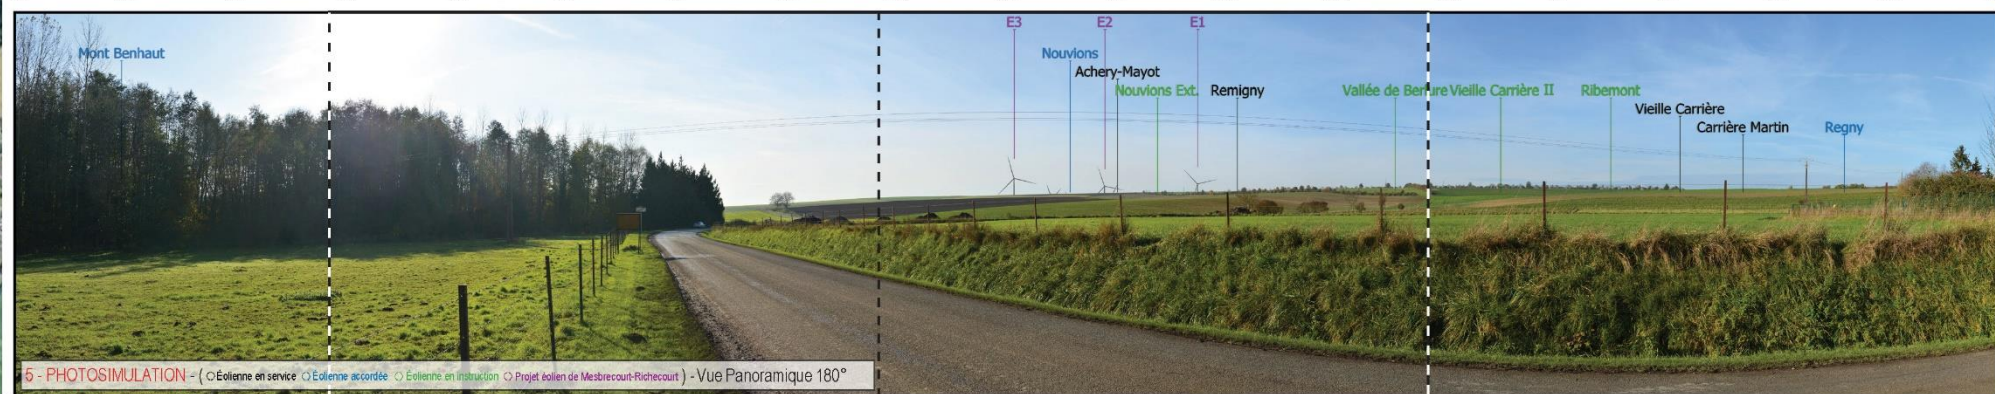 E3 E2 E1
Mont Benhaut Nouvions
Achery-Mayot
Nouvions Ext. Remigny Vallée de Berlure Vieille Carrière II Ribemont
Vieille Carrière
Carrière Martin Regny
5 - PHOTOSIMULATION - ( Éolienne en service Éolienne accordée Éolienne en instruction Projet éolien de Mesbrecourt-Richecourt ) - Vue Panoramique 180°